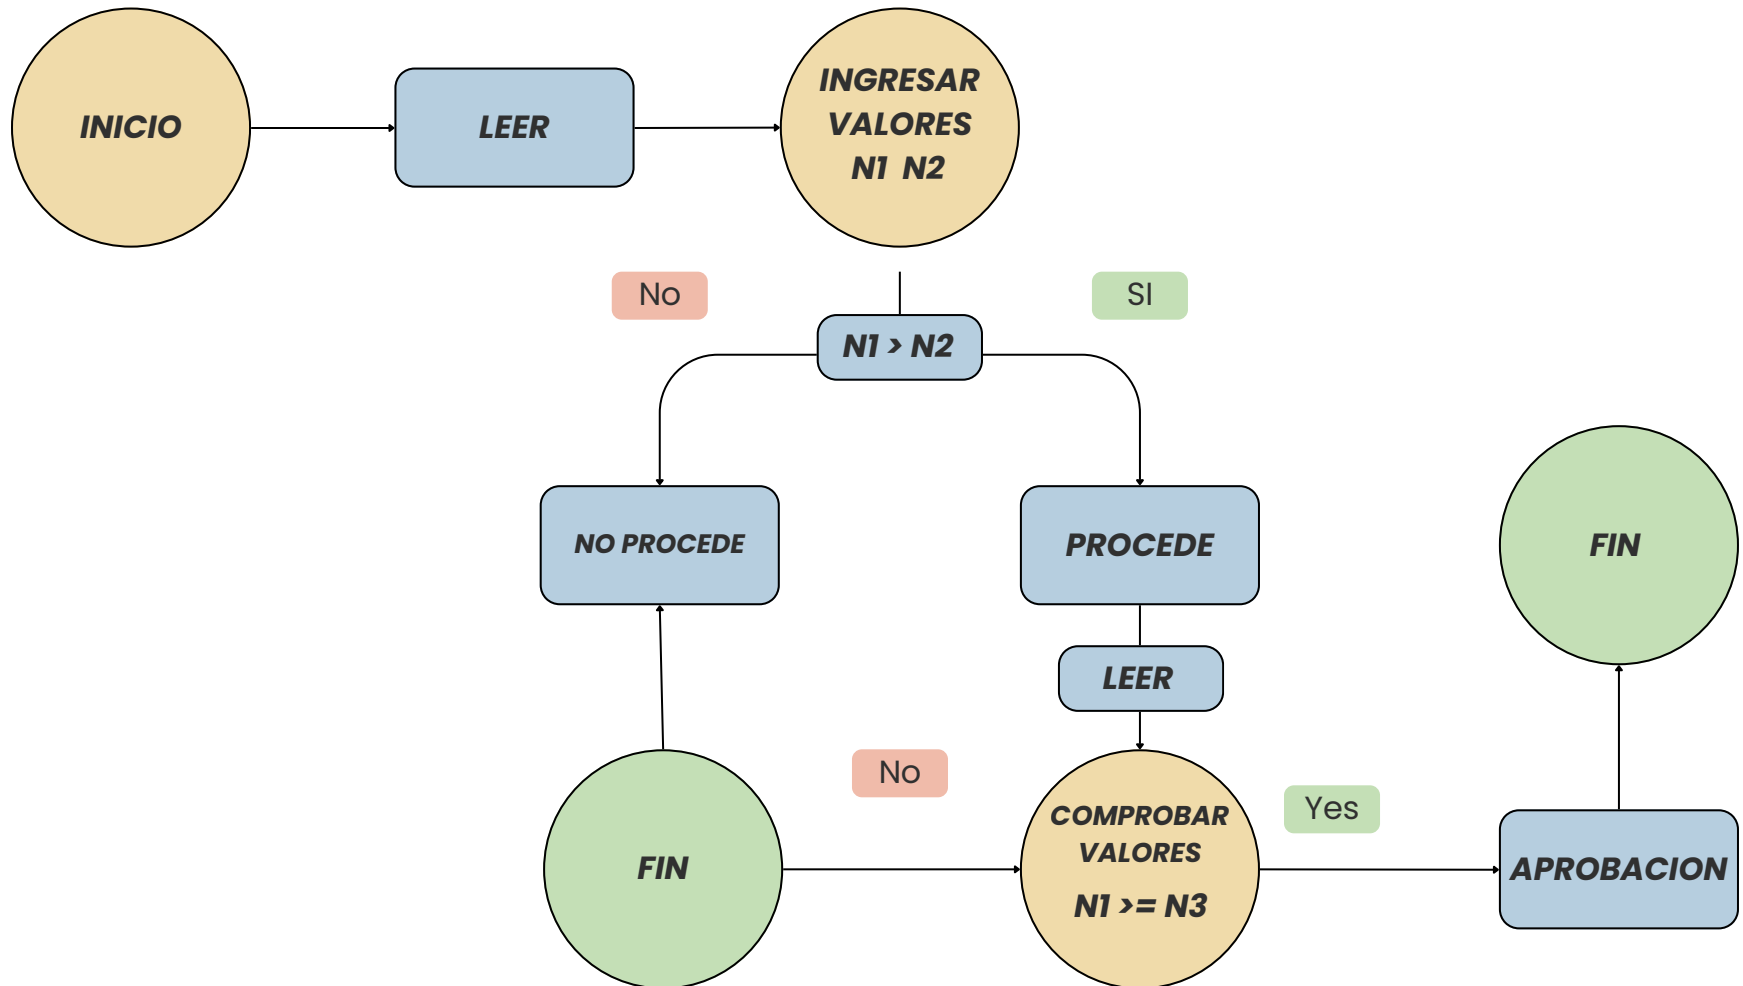 INICIO
LEER
INGRESAR
VALORES
N1 N2
No
SI
N1 > N2
NO PROCEDE
PROCEDE
FIN
LEER
No
Yes
COMPROBAR
VALORES
N1 >= N3
FIN
APROBACION